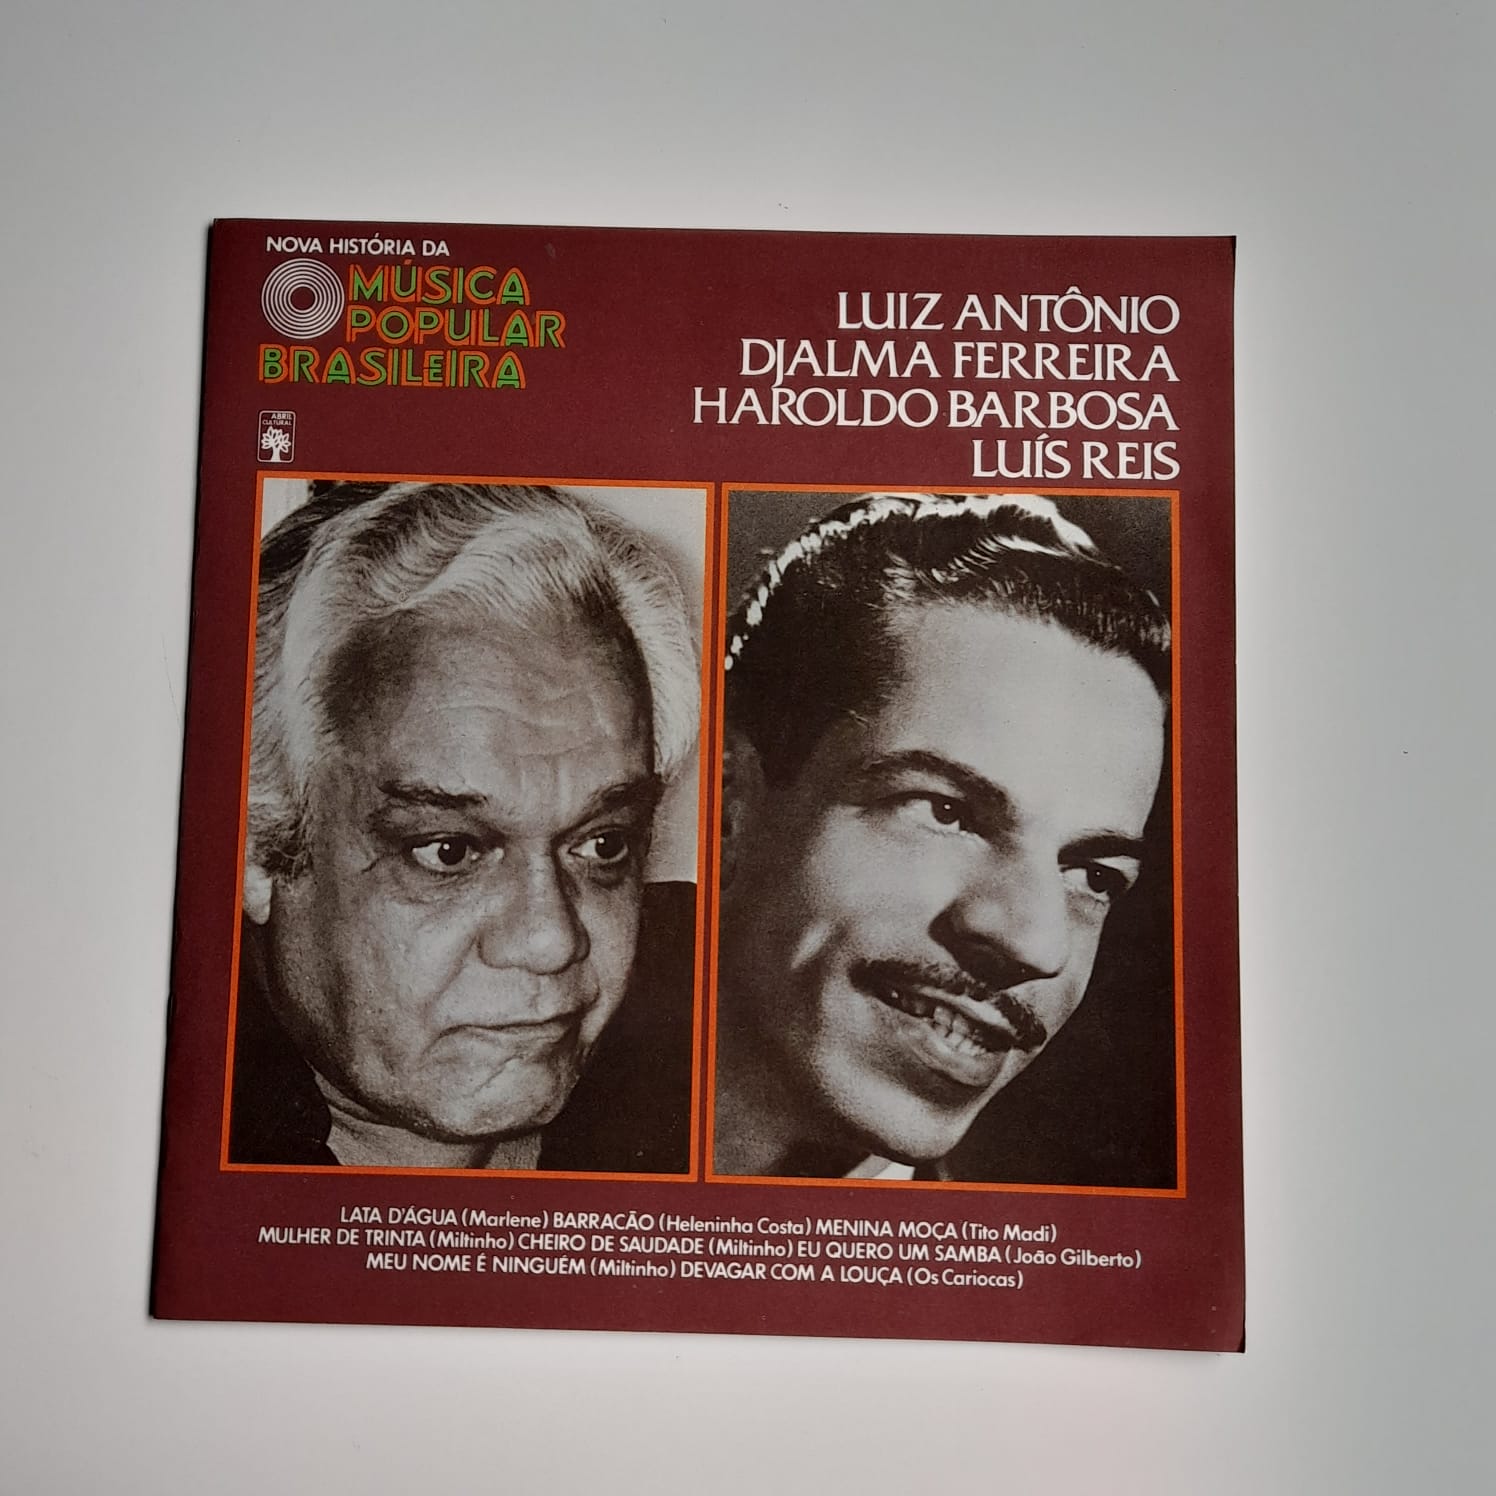 NOVA HISTÓRIA DA
MÚSICA
POPULAR
BRASILEIRA
ABRIL
CULTURAL
LUIZ ANTÔNIO
DJALMA FERREIRA
HAROLDO BARBOSA
LUÍS REIS
LATA D'ÁGUA (Marlene) BARRACÃO (Heleninha Costa) MENINA MOÇA (Tito Madi)
MULHER DE TRINTA (Miltinho) CHEIRO DE SAUDADE (Miltinho) EU QUERO UM SAMBA (João Gilberto)
MEU NOME É NINGUÉM (Miltinho) DEVAGAR COM A LOUÇA (Os Cariocas)